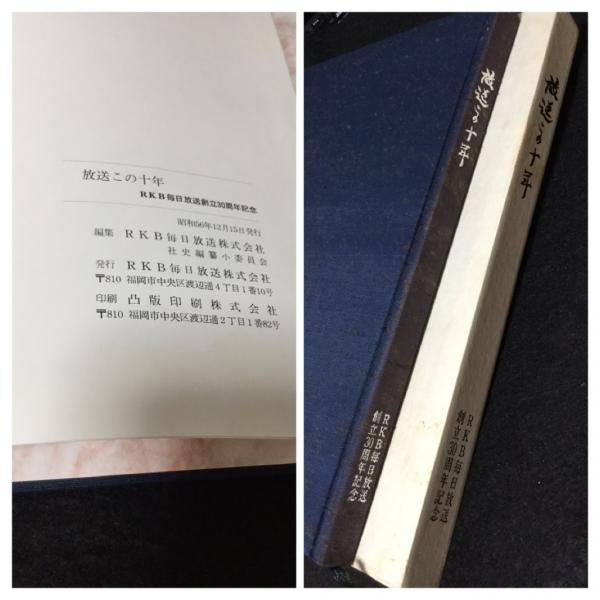 放送この十年
RKB毎日放送創立30周年記念
昭和56年12月15日発行
編集 RKB毎日放送株式会社
社史編纂小委員会
発行 RKB毎日放送株式会社
〒810 福岡市中央区渡辺通4丁目1番10号
印刷 凸版印刷株式会社
〒810 福岡市中央区渡辺通2丁目1番82号
放送この十年
RKB毎日放送
創立30周年記念
放送この十年
RKB毎日放送
創立30周年記念